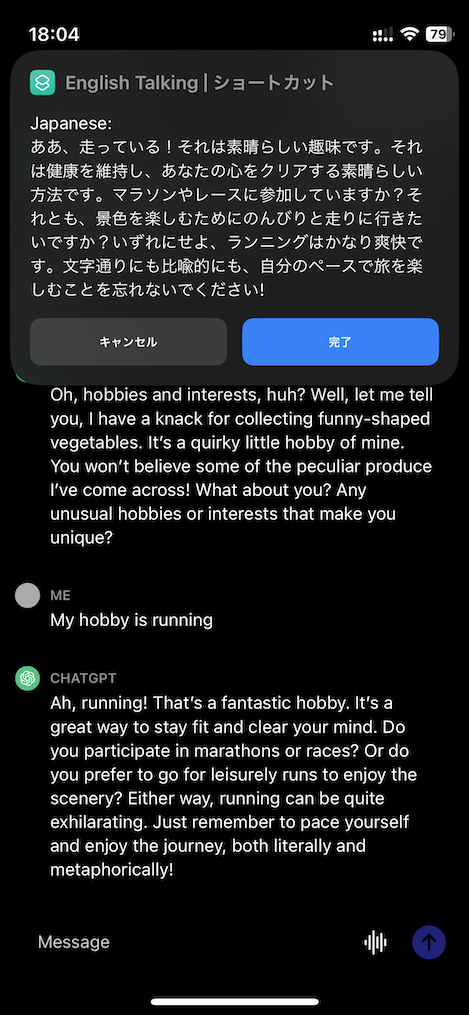 18:04
79
English Talking | ショートカット
Japanese:
ああ、走っている！それは素晴らしい趣味です。それ
は健康を維持し、あなたの心をクリアする素晴らしい
方法です。マラソンやレースに参加していますか？そ
れとも、景色を楽しむためにのんびりと走りに行きた
いですか？いずれにせよ、ランニングはかなり爽快で
す。文字通りにも比喩的にも、自分のペースで旅を楽
しむことを忘れないでください!
キャンセル
完了
Oh, hobbies and interests, huh? Well, let me tell
you, I have a knack for collecting funny-shaped
vegetables. It's a quirky little hobby of mine.
You won't believe some of the peculiar produce
I've come across! What about you? Any
unusual hobbies or interests that make you
unique?
ME
My hobby is running
CHATGPT
Ah, running! That's a fantastic hobby. It's a
great way to stay fit and clear your mind. Do
you participate in marathons or races? Or do
you prefer to go for leisurely runs to enjoy the
scenery? Either way, running can be quite
exhilarating. Just remember to pace yourself
and enjoy the journey, both literally and
metaphorically!
Message